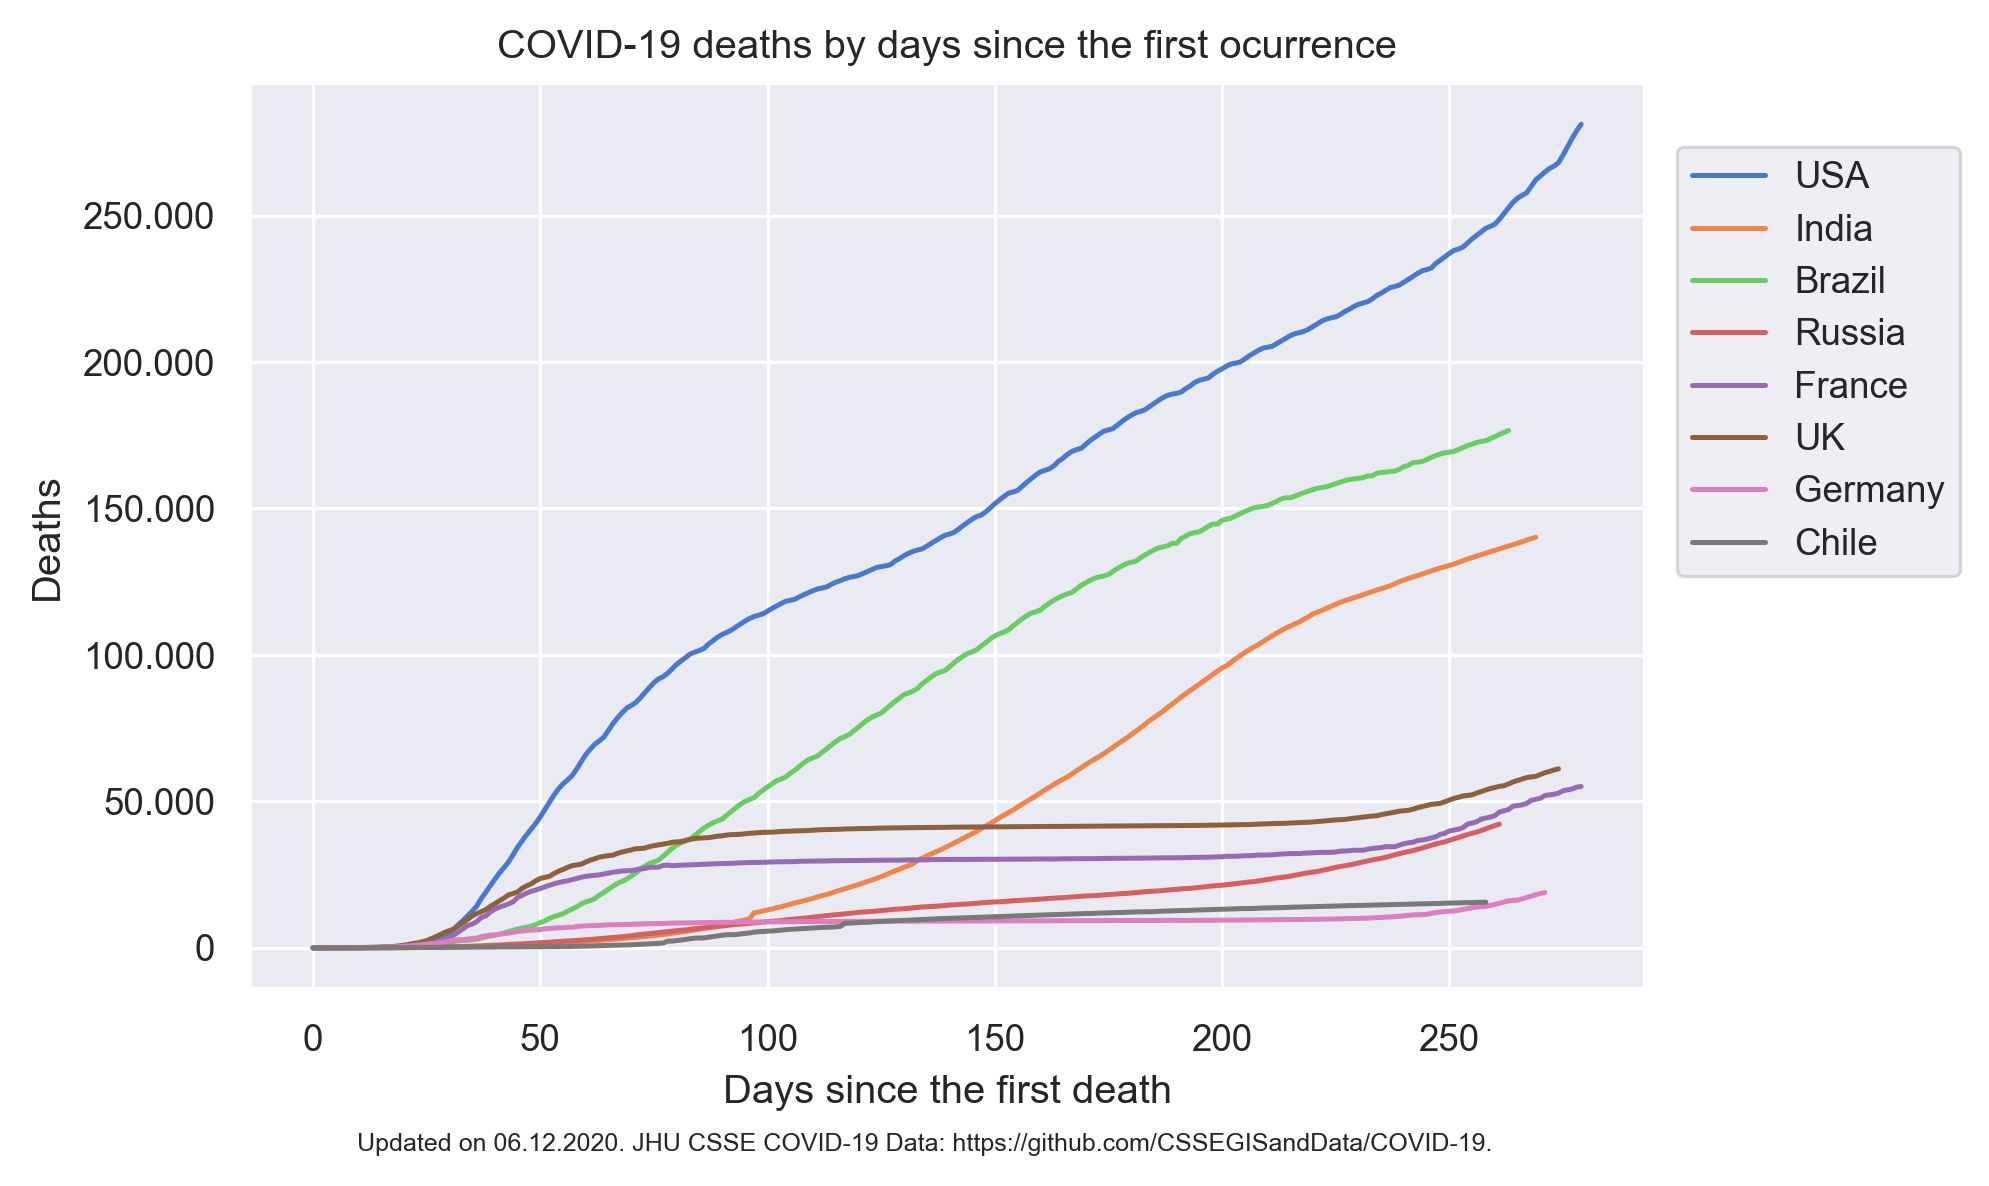 COVID-19 deaths by days since the first ocurrence
250.000
200.000
150.000
100.000
50.000
0
Deaths
0 50 100 150 200 250
Days since the first death
USA
India
Brazil
Russia
France
UK
Germany
Chile
Updated on 06.12.2020. JHU CSSE COVID-19 Data: https://github.com/CSSEGISandData/COVID-19.